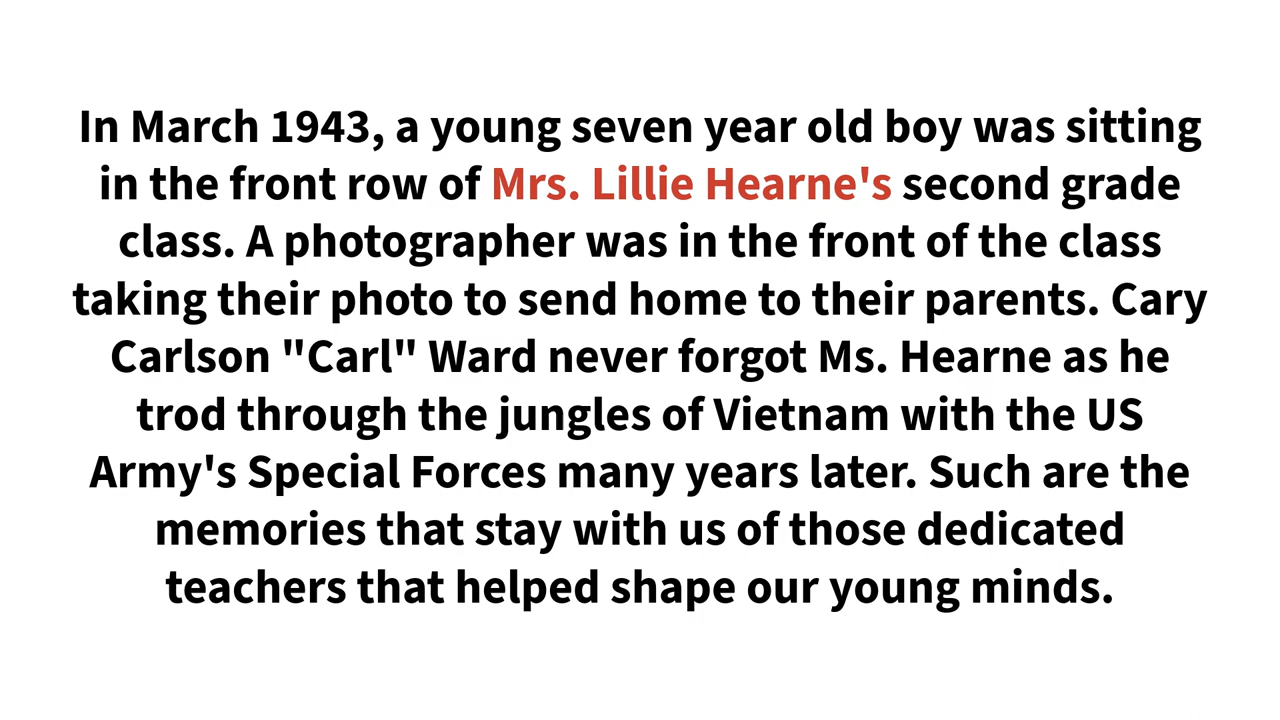 In March 1943, a young seven year old boy was sitting
in the front row of Mrs. Lillie Hearne's second grade
class. A photographer was in the front of the class
taking their photo to send home to their parents. Cary
Carlson "Carl" Ward never forgot Ms. Hearne as he
trod through the jungles of Vietnam with the US
Army's Special Forces many years later. Such are the
memories that stay with us of those dedicated
teachers that helped shape our young minds.